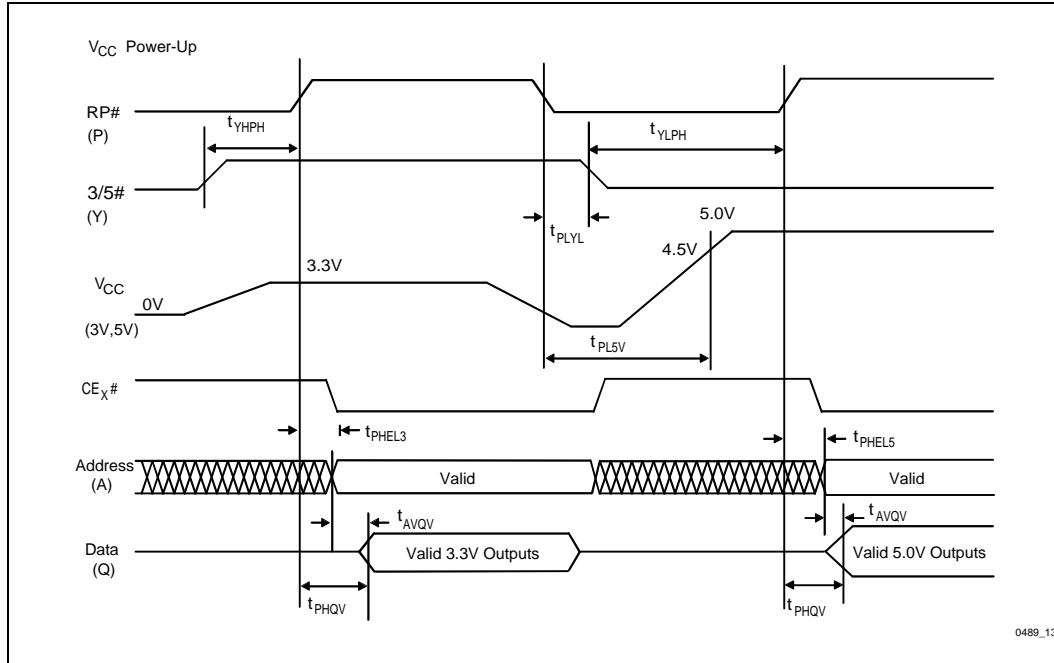 VCC Power-Up
RP#
(P)
tYHPH
tYLPH
3/5#
(Y)
tPLYL
5.0V
4.5V
3.3V
VCC
0V
(3V,5V)
tPL5V
CEX#
tPHEL3
tPHEL5
Address
(A)
Valid
Valid
tAVQV
tAVQV
Data
(Q)
Valid 3.3V Outputs
Valid 5.0V Outputs
tPHQV
tPHQV
0489_13